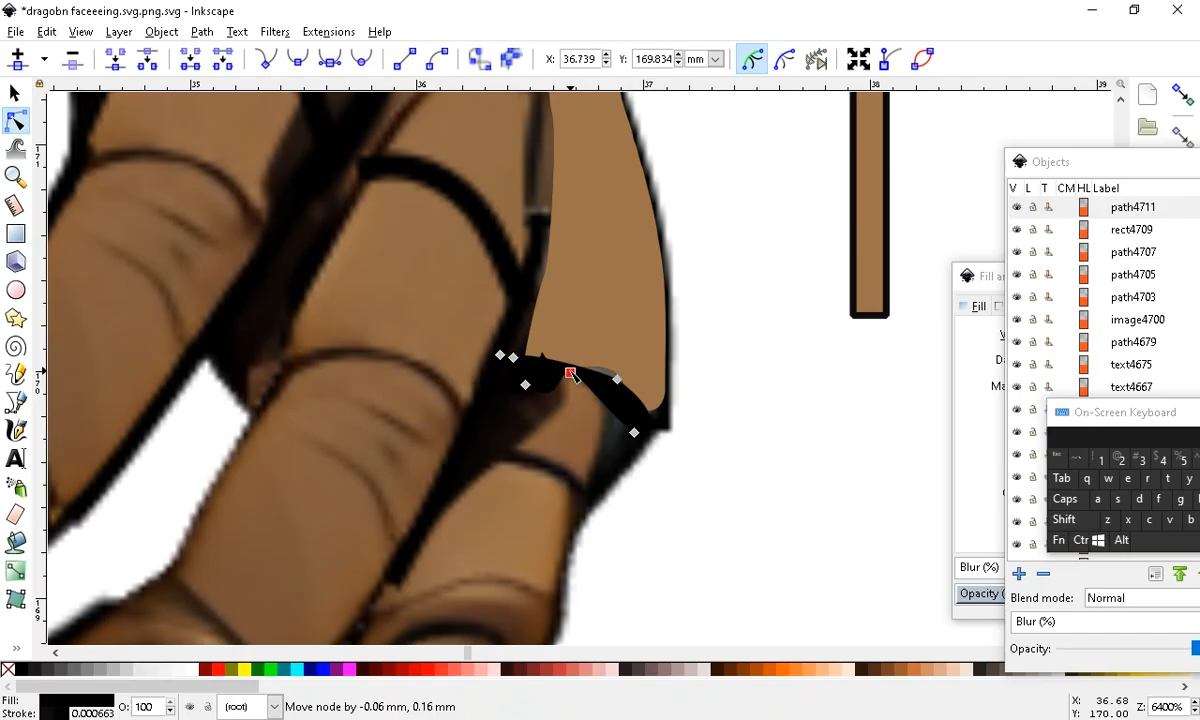 *dragobn faceeeing.svg.png.svg - Inkscape
File Edit View Layer Object Path Text Filters Extensions Help
X: 36.739 Y: 169.834 mm
35 36 37 38 39
171
170
169
Objects
V L T CM HL Label
path4711
rect4709
path4707
path4705
path4703
image4700
path4679
text4675
text4667
Fill
Blur (%)
Opacity (
On-Screen Keyboard
1 2 3 4 5
Tab q w e r t y
Caps a s d f g
Shift z x c v b
Fn Ctr Alt
Blend mode: Normal
Blur (%)
Opacity:
Fill:
Stroke: 0.000663
O: 100 (root) Move node by -0.06 mm, 0.16 mm
X: 36.68
Y: 170.00
Z: 6400%